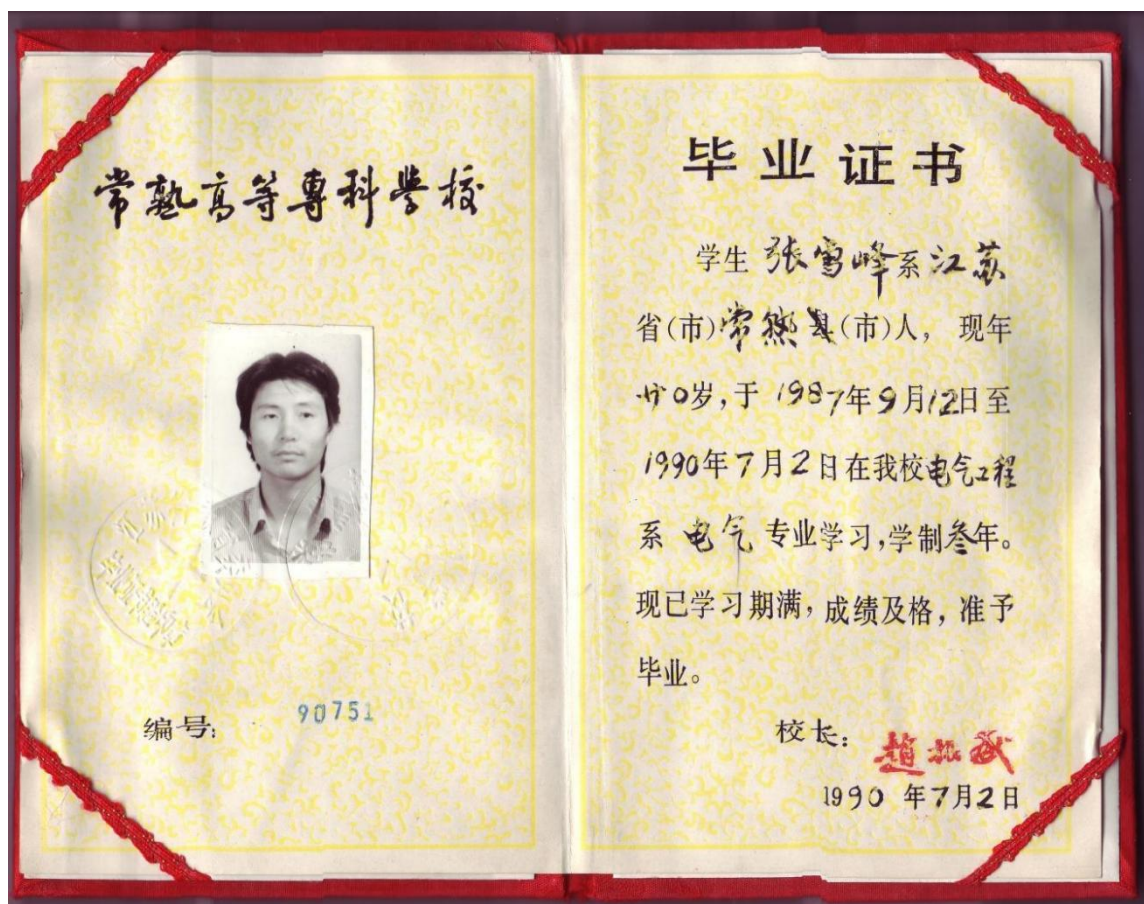 常熟高等專科學校
编号: 90751
毕业证书
学生 张雪峰系江苏
省(市)常熟县(市)人, 现年
廿0岁,于 1987年9月12日至
1990年7月2日在我校电气工程
系 电气 专业学习,学制叁年。
现已学习期满, 成绩及格, 准予
毕业。
校长: 趙振武
1990 年7月2日